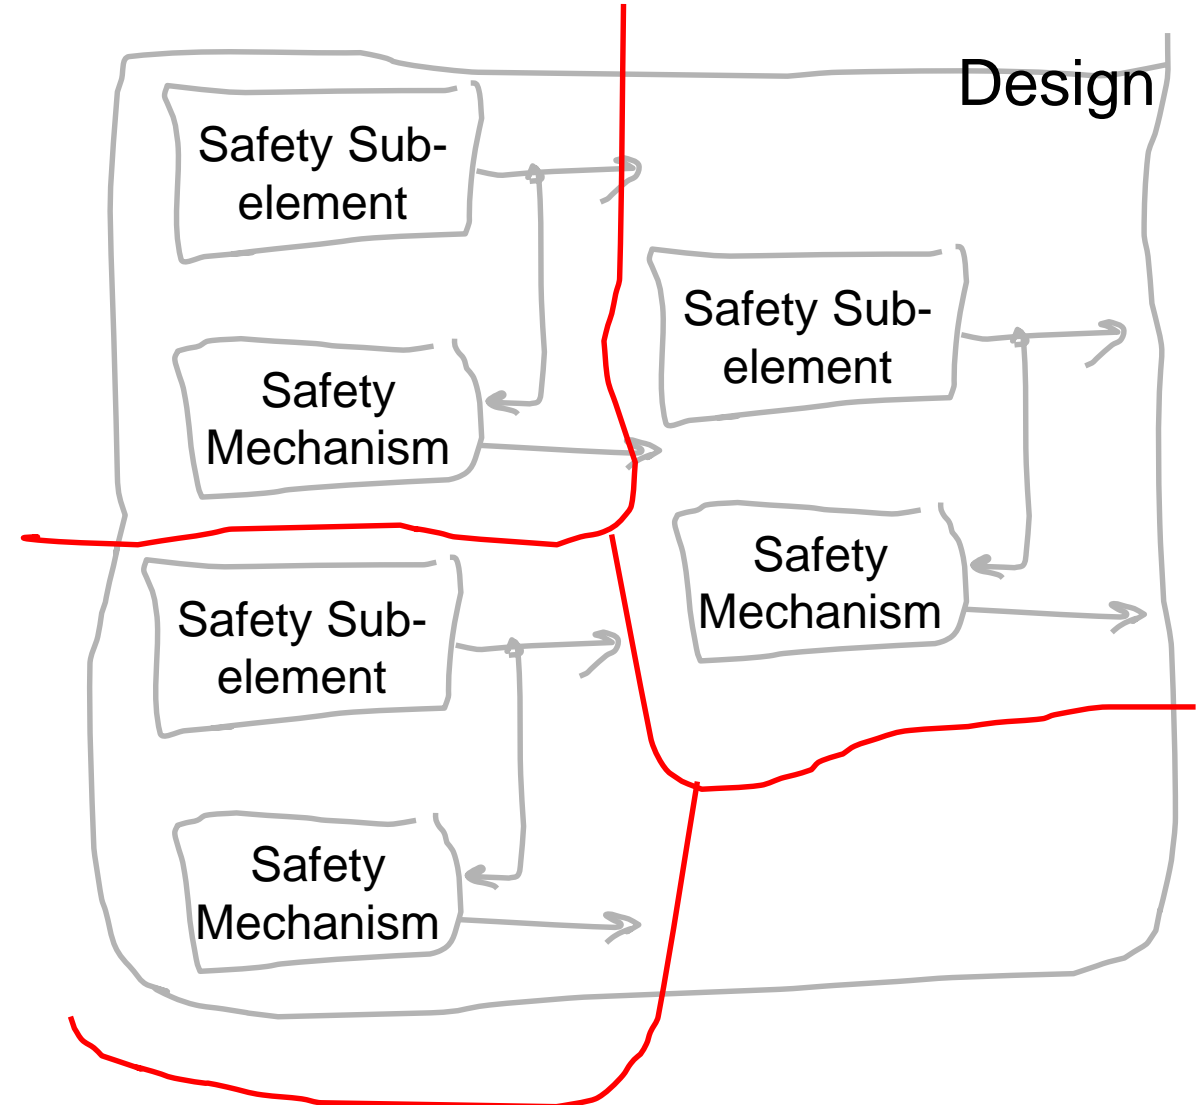 Design
Safety Sub-
element
Safety
Mechanism
Safety Sub-
element
Safety
Mechanism
Safety Sub-
element
Safety
Mechanism